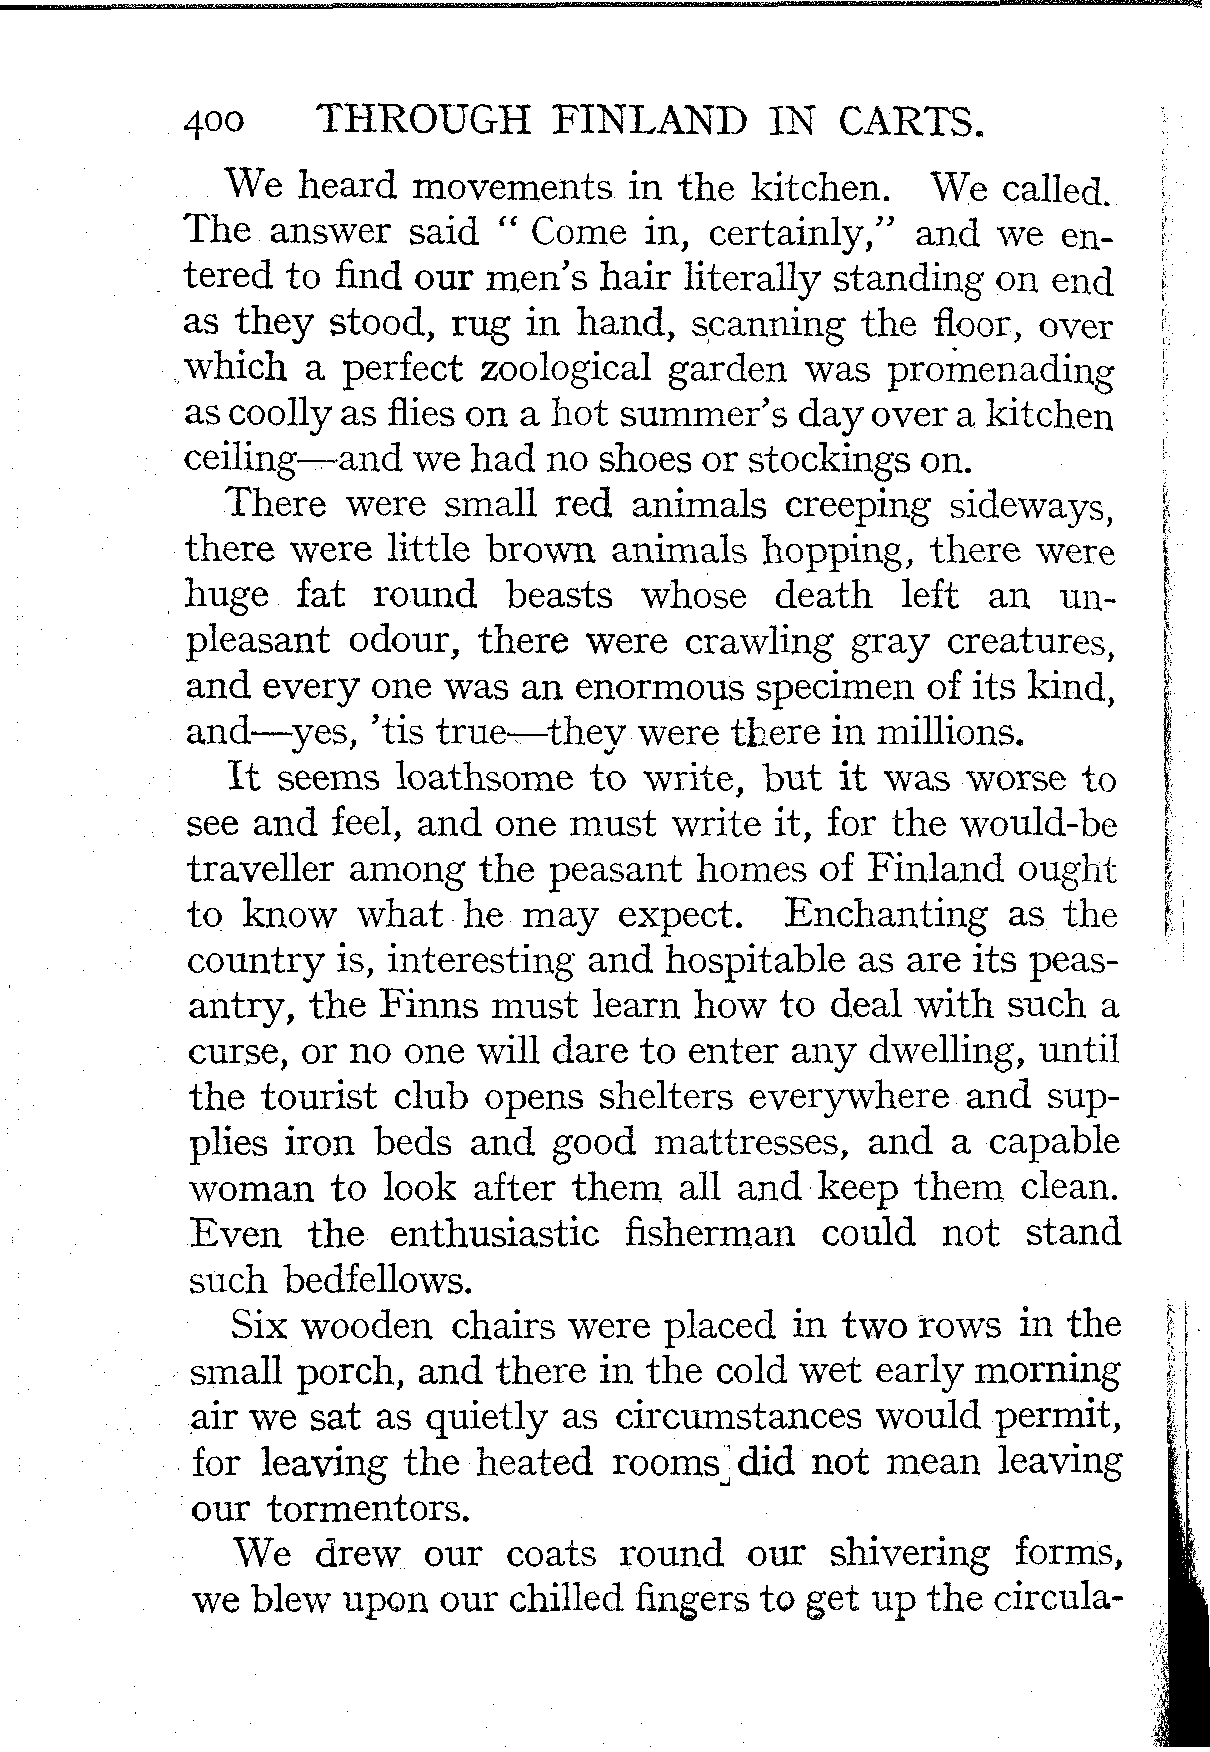 400 THROUGH FINLAND IN CARTS.
We heard movements in the kitchen. We called.
The answer said “ Come in, certainly,” and we en-
tered to find our men’s hair literally standing on end
as they stood, rug in hand, scanning the floor, over
which a perfect zoological garden was promenading
as coolly as flies on a hot summer’s day over a kitchen
ceiling—and we had no shoes or stockings on.
There were small red animals creeping sideways,
there were little brown animals hopping, there were
huge fat round beasts whose death left an un-
pleasant odour, there were crawling gray creatures,
and every one was an enormous specimen of its kind,
and—yes, ’tis true—they were there in millions.
It seems loathsome to write, but it was worse to
see and feel, and one must write it, for the would-be
traveller among the peasant homes of Finland ought
to know what he may expect. Enchanting as the
country is, interesting and hospitable as are its peas-
antry, the Finns must learn how to deal with such a
curse, or no one will dare to enter any dwelling, until
the tourist club opens shelters everywhere and sup-
plies iron beds and good mattresses, and a capable
woman to look after them all and keep them clean.
Even the enthusiastic fisherman could not stand
such bedfellows.
Six wooden chairs were placed in two rows in the
small porch, and there in the cold wet early morning
air we sat as quietly as circumstances would permit,
for leaving the heated rooms did not mean leaving
our tormentors.
We drew our coats round our shivering forms,
we blew upon our chilled fingers to get up the circula-